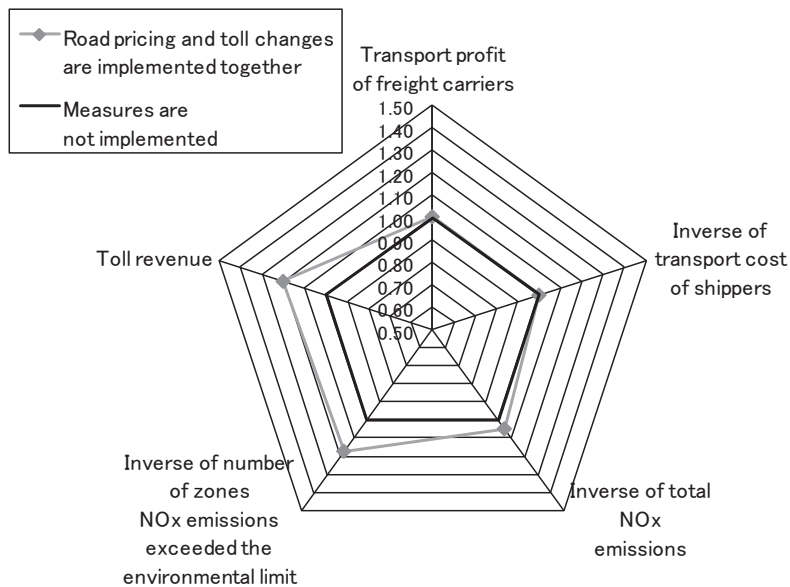 Road pricing and toll changes
are implemented together
Measures are
not implemented
Transport profit
of freight carriers
1.50
1.40
1.30
1.20
1.10
1.00
0.90
0.80
0.70
0.60
0.50
Toll revenue
Inverse of
transport cost
of shippers
Inverse of number
of zones
NOx emissions
exceeded the
environmental limit
Inverse of total
NOx
emissions